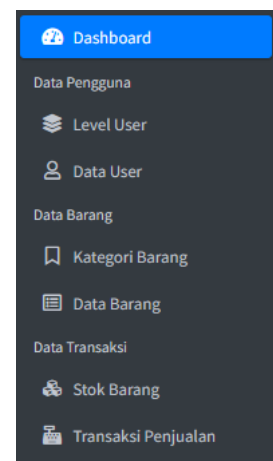 Dashboard
Data Pengguna
Level User
Data User
Data Barang
Kategori Barang
Data Barang
Data Transaksi
Stok Barang
Transaksi Penjualan